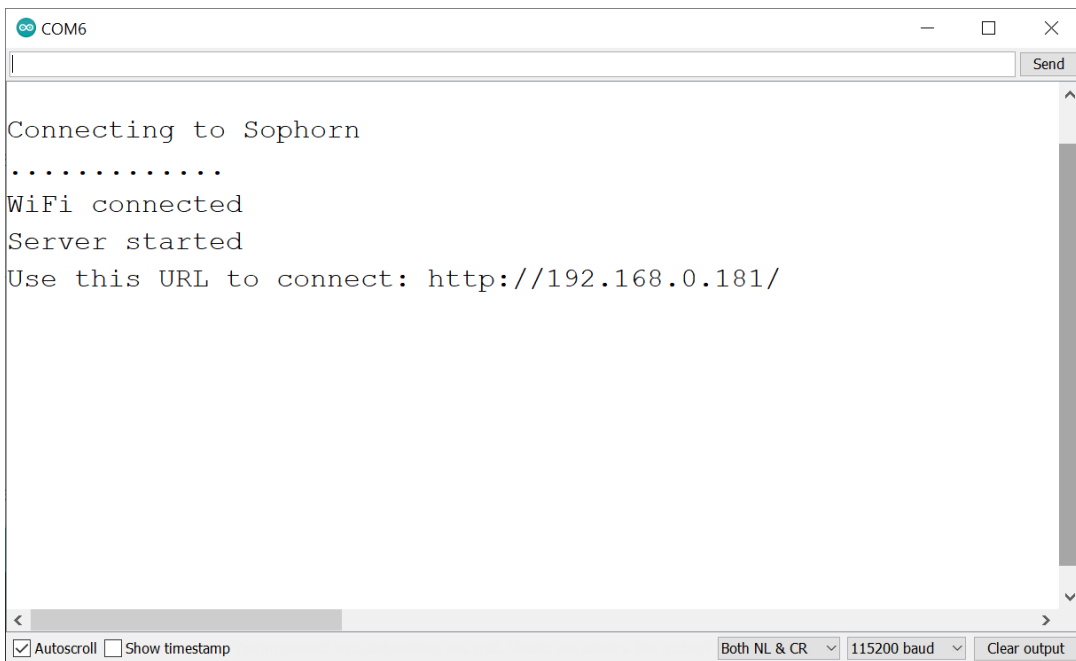 COM6
Send
Connecting to Sophorn
.............
WiFi connected
Server started
Use this URL to connect: http://192.168.0.181/
Autoscroll Show timestamp Both NL & CR 115200 baud Clear output